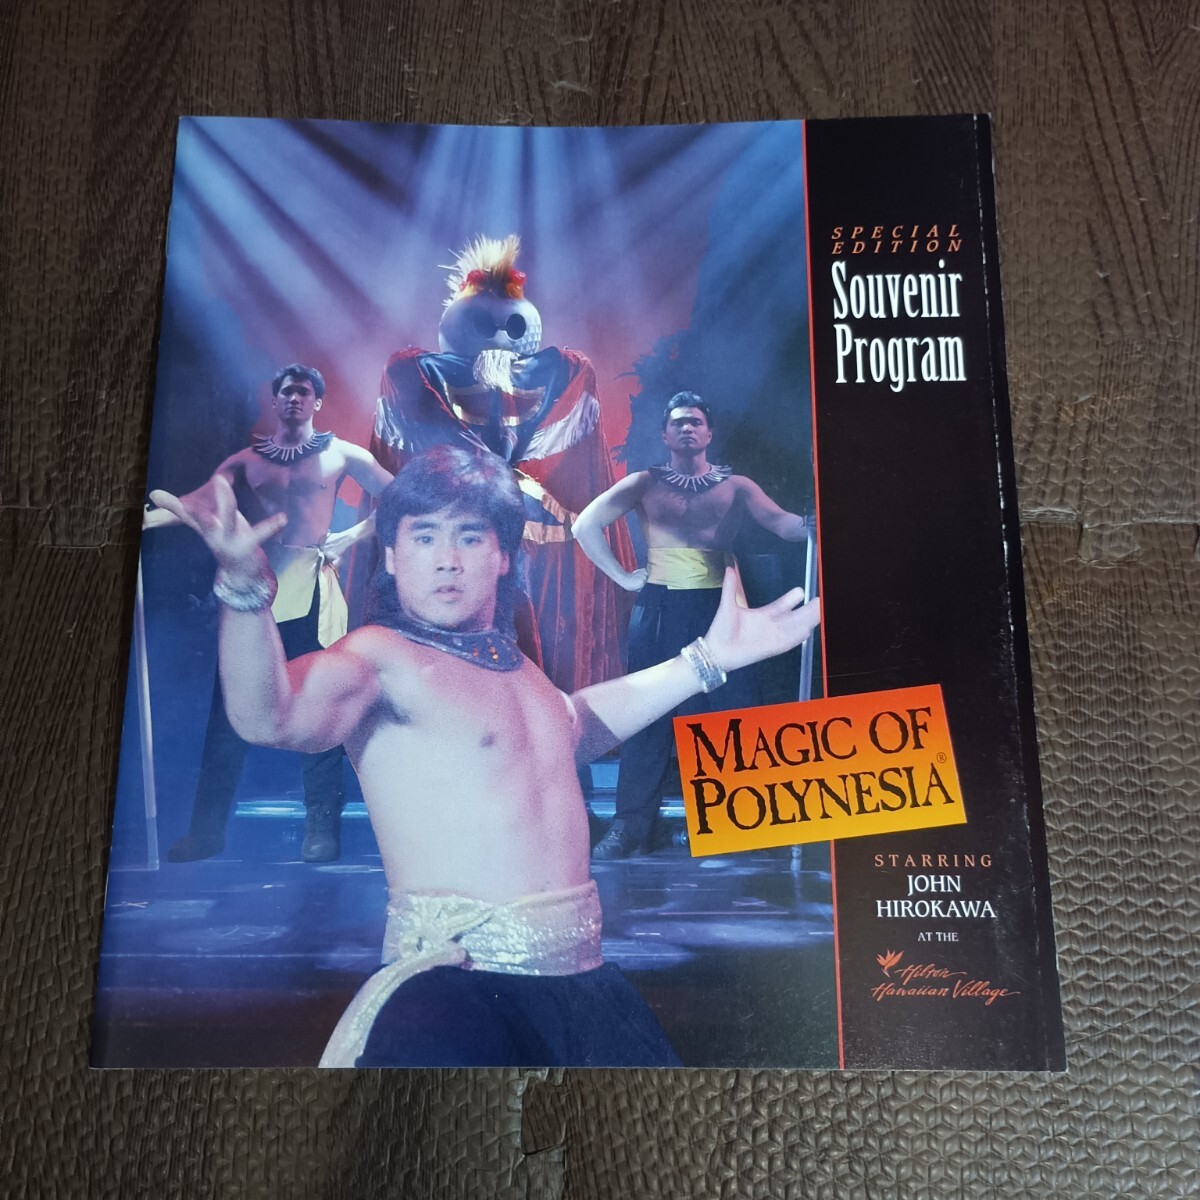 SPECIAL
EDITION
Souvenir
Program
MAGIC OF
POLYNESIA®
STARRING
JOHN
HIROKAWA
AT THE
Hilton
Hawaiian Village